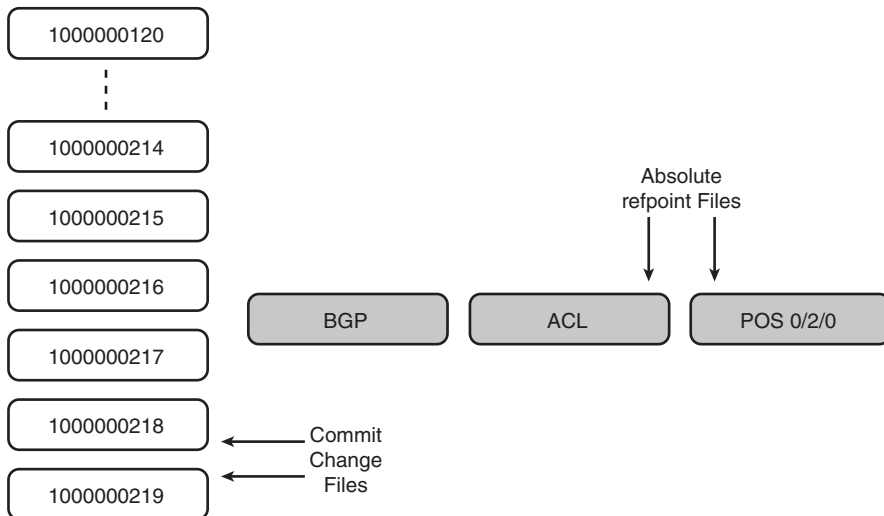 1000000120
1000000214
1000000215
1000000216
1000000217
1000000218
1000000219
Absolute
refpoint Files
BGP
ACL
POS 0/2/0
Commit
Change
Files